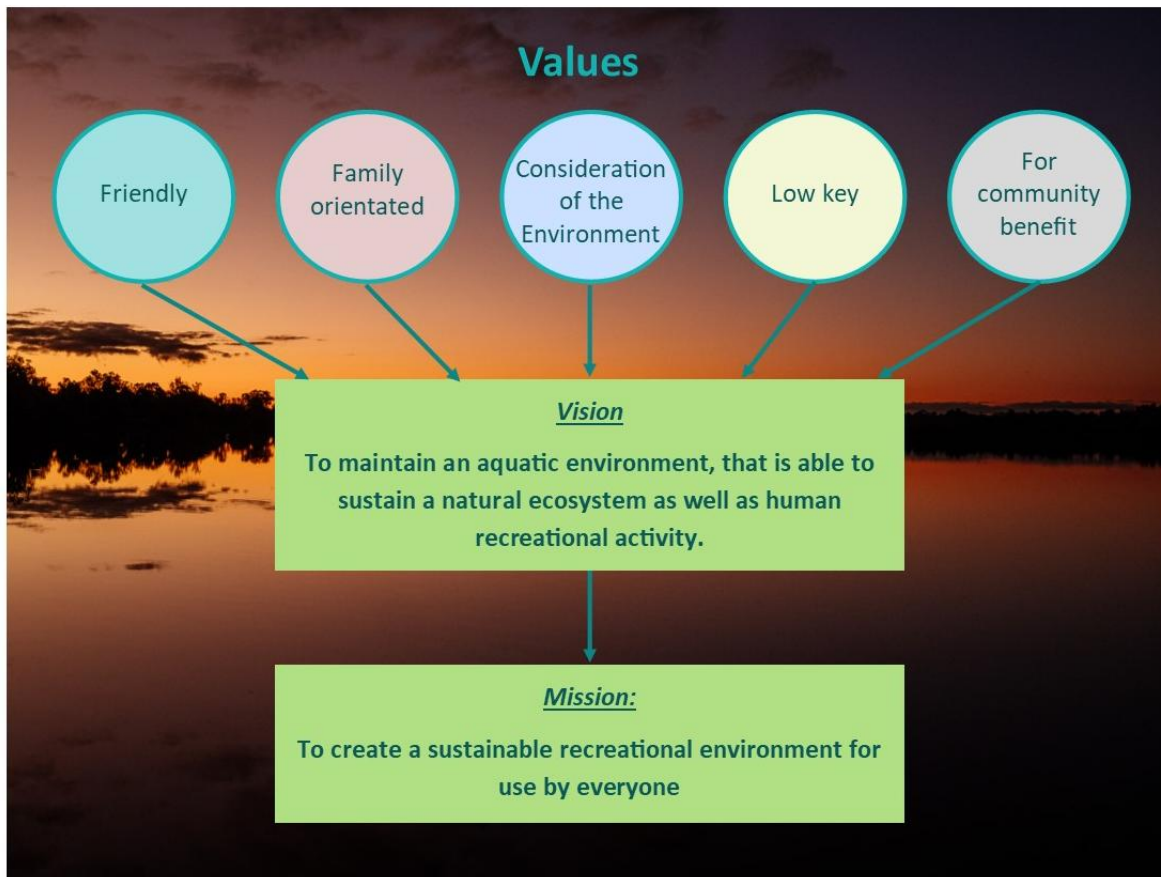 Values
Friendly
Family
orientated
Consideration
of the
Environment
Low key
For
community
benefit
Vision
To maintain an aquatic environment, that is able to
sustain a natural ecosystem as well as human
recreational activity.
Mission:
To create a sustainable recreational environment for
use by everyone